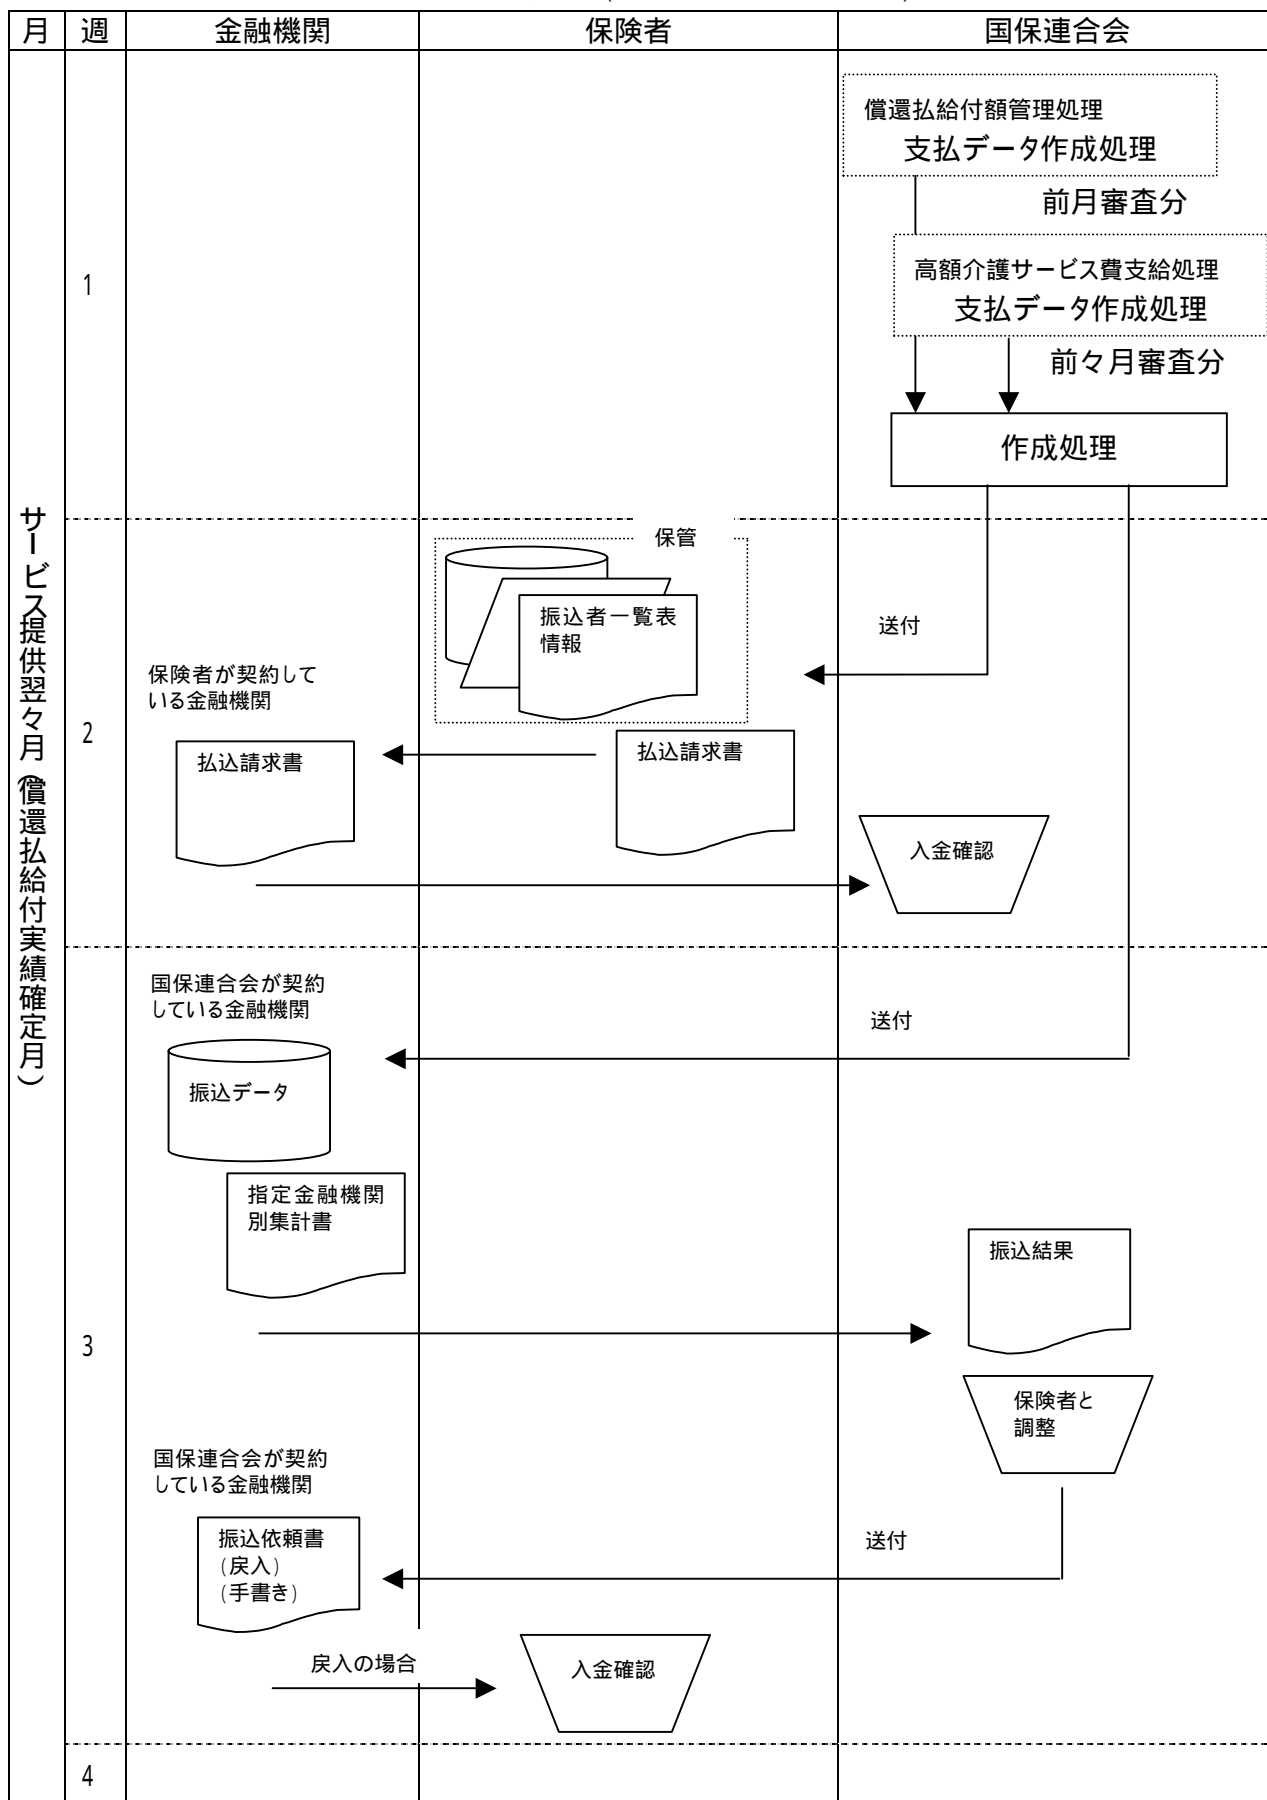 月
週
金融機関
保険者
国保連合会
サービス提供翌々月(償還払給付実績確定月)
1
償還払給付額管理処理
支払データ作成処理
前月審査分
高額介護サービス費支給処理
支払データ作成処理
前々月審査分
作成処理
2
保管
振込者一覧表
情報
送付
保険者が契約して
いる金融機関
払込請求書
払込請求書
入金確認
3
国保連合会が契約
している金融機関
送付
振込データ
指定金融機関
別集計書
振込結果
保険者と
調整
国保連合会が契約
している金融機関
振込依頼書
(戻入)
(手書き)
送付
戻入の場合
入金確認
4